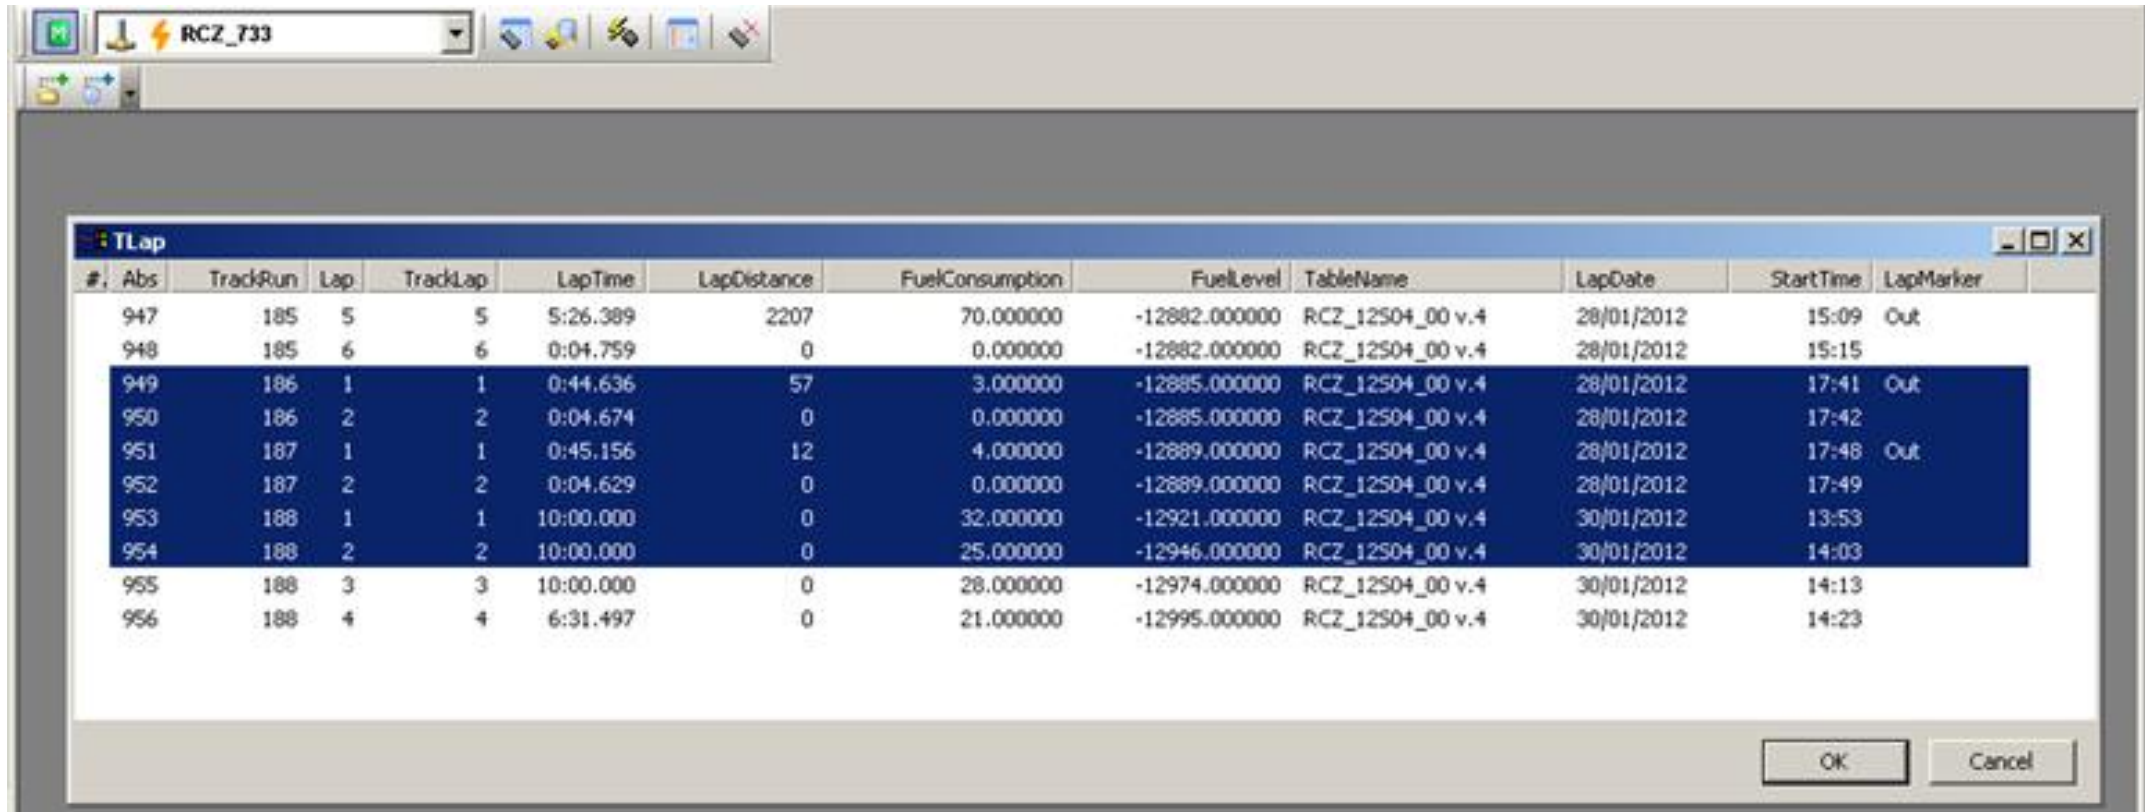 RCZ_733
TLap
#. Abs TrackRun Lap TrackLap LapTime LapDistance FuelConsumption FuelLevel TableName LapDate StartTime LapMarker
947 185 5 5 5:26.389 2207 70.000000 -12882.000000 RCZ_12S04_00 v.4 28/01/2012 15:09 Out
948 185 6 6 0:04.759 0 0.000000 -12882.000000 RCZ_12S04_00 v.4 28/01/2012 15:15
949 186 1 1 0:44.636 57 3.000000 -12885.000000 RCZ_12S04_00 v.4 28/01/2012 17:41 Out
950 186 2 2 0:04.674 0 0.000000 -12885.000000 RCZ_12S04_00 v.4 28/01/2012 17:42
951 187 1 1 0:45.156 12 4.000000 -12889.000000 RCZ_12S04_00 v.4 28/01/2012 17:48 Out
952 187 2 2 0:04.629 0 0.000000 -12889.000000 RCZ_12S04_00 v.4 28/01/2012 17:49
953 188 1 1 10:00.000 0 32.000000 -12921.000000 RCZ_12S04_00 v.4 30/01/2012 13:53
954 188 2 2 10:00.000 0 25.000000 -12946.000000 RCZ_12S04_00 v.4 30/01/2012 14:03
955 188 3 3 10:00.000 0 28.000000 -12974.000000 RCZ_12S04_00 v.4 30/01/2012 14:13
956 188 4 4 6:31.497 0 21.000000 -12995.000000 RCZ_12S04_00 v.4 30/01/2012 14:23
OK Cancel